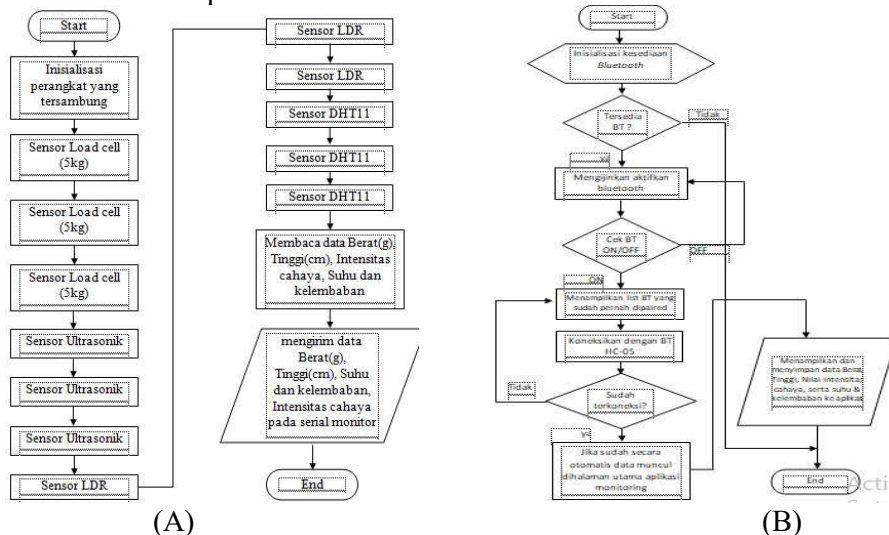 Start
Inisialisasi
perangkat yang
tersambung
Sensor Load cell
(5kg)
Sensor Load cell
(5kg)
Sensor Load cell
(5kg)
Sensor Ultrasonik
Sensor Ultrasonik
Sensor Ultrasonik
Sensor LDR
Sensor LDR
Sensor LDR
Sensor DHT11
Sensor DHT11
Sensor DHT11
Membaca data Berat(g),
Tinggi(cm), Intensitas
cahaya, Suhu dan
kelembaban
mengirim data
Berat(g),
Tinggi(cm), Suhu
dan kelembaban,
Intensitas cahaya
pada serial monitor
End
(A)
Start
Inisialisasi kesediaan
Bluetooth
Tersedia
BT ?
Tidak
ya
Mengijinkan aktifkan
bluetooth
Cek BT
ON/OFF
OFF
ON
Menampilkan list BT yang
sudah pernah dipaired
Koneksikan dengan BT
HC-05
Sudah
terkoneksi?
Tidak
ya
Jika sudah secara
otomatis data muncul
dihalaman utama aplikasi
monitoring
Menampilkan dan
menyimpan data Berat,
Tinggi, Nilai intensitas
cahaya, serta suhu &
kelembaban ke aplikasi
End
Acti
(B)